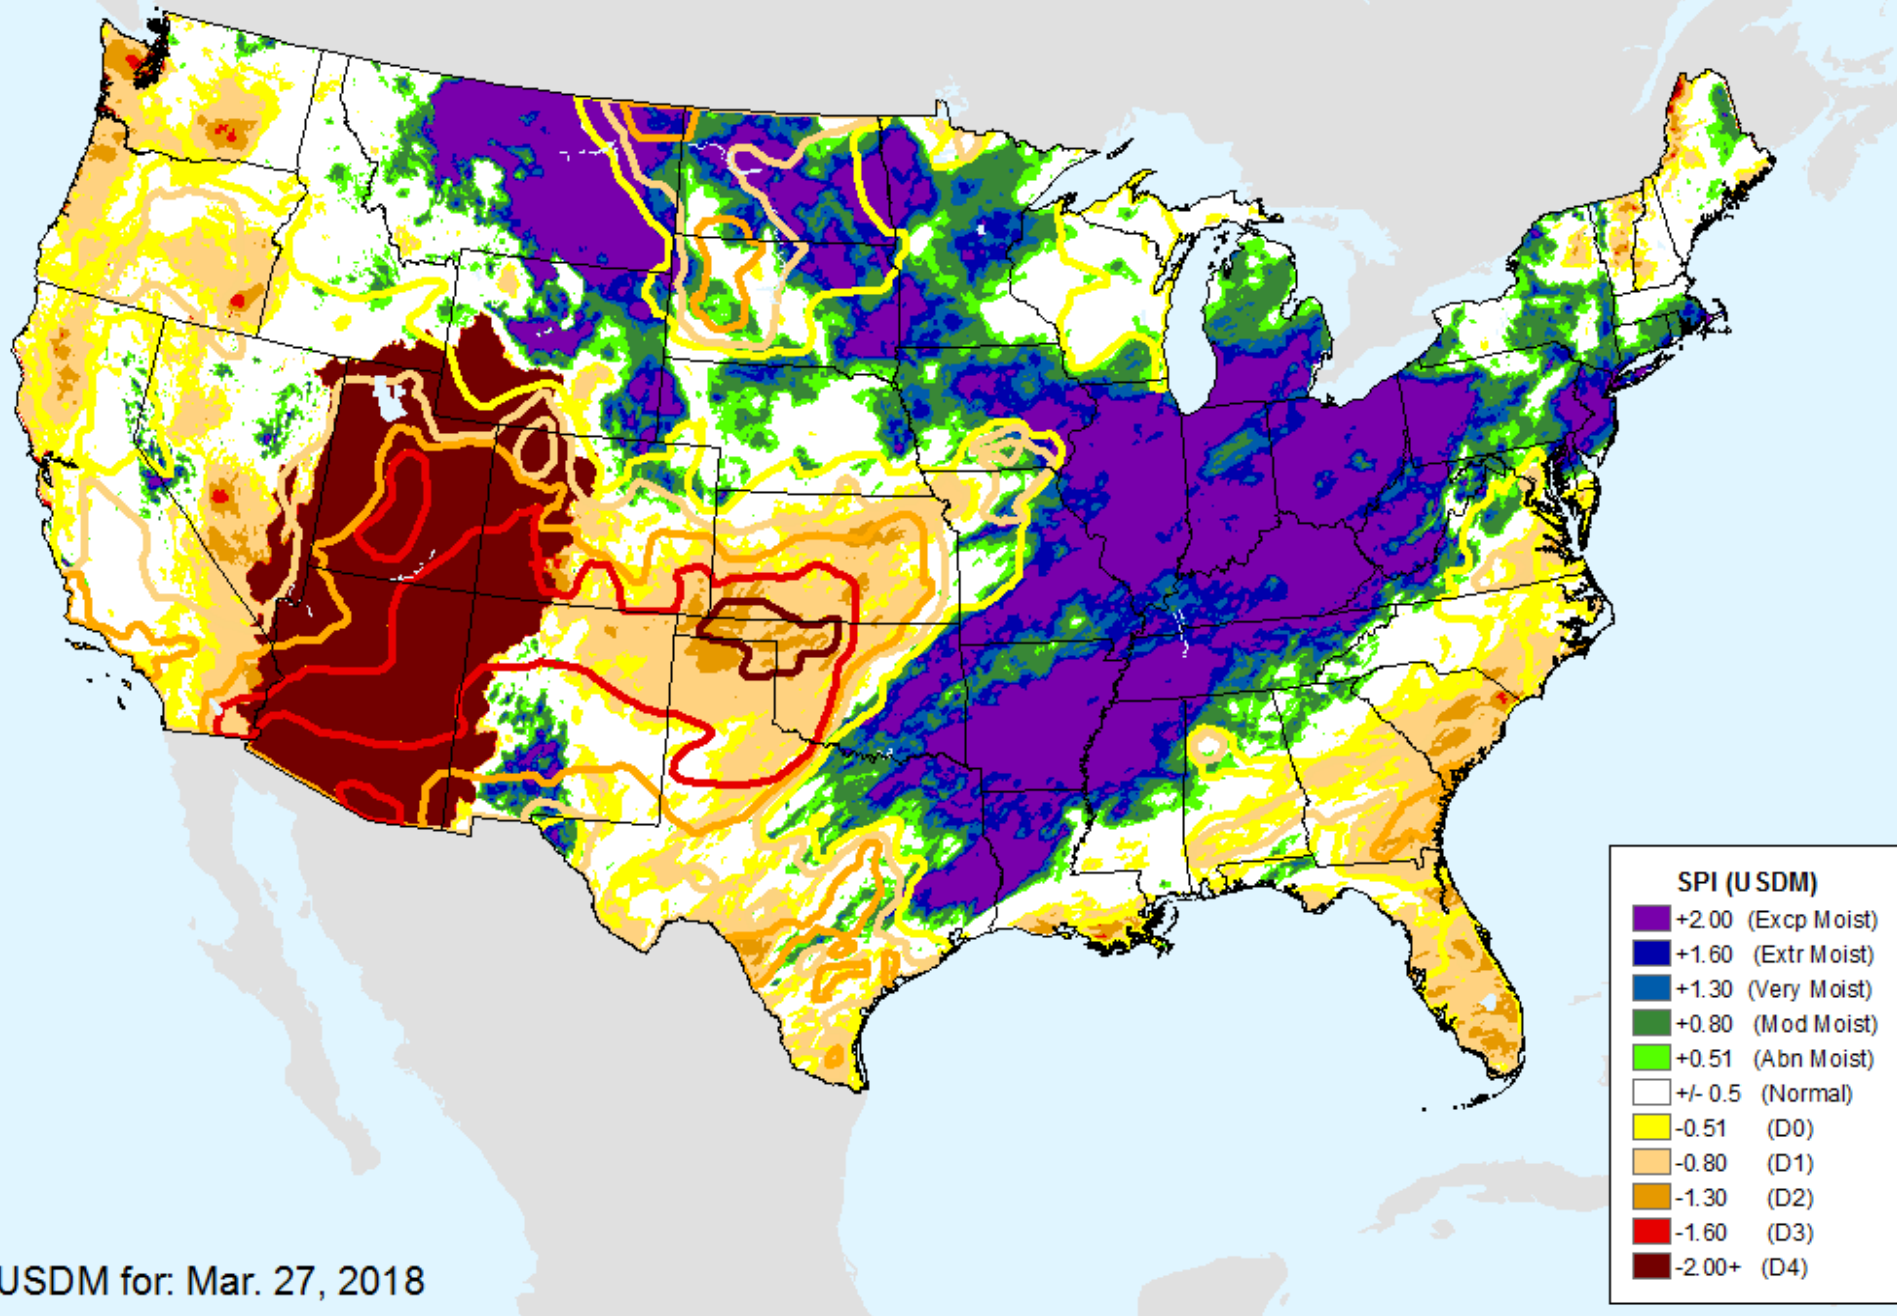 SPI (USDM)
+2.00 (Excp Moist)
+1.60 (Extr Moist)
+1.30 (Very Moist)
+0.80 (Mod Moist)
+0.51 (Abn Moist)
+/- 0.5 (Normal)
-0.51 (D0)
-0.80 (D1)
-1.30 (D2)
-1.60 (D3)
-2.00+ (D4)
USDM for: Mar. 27, 2018